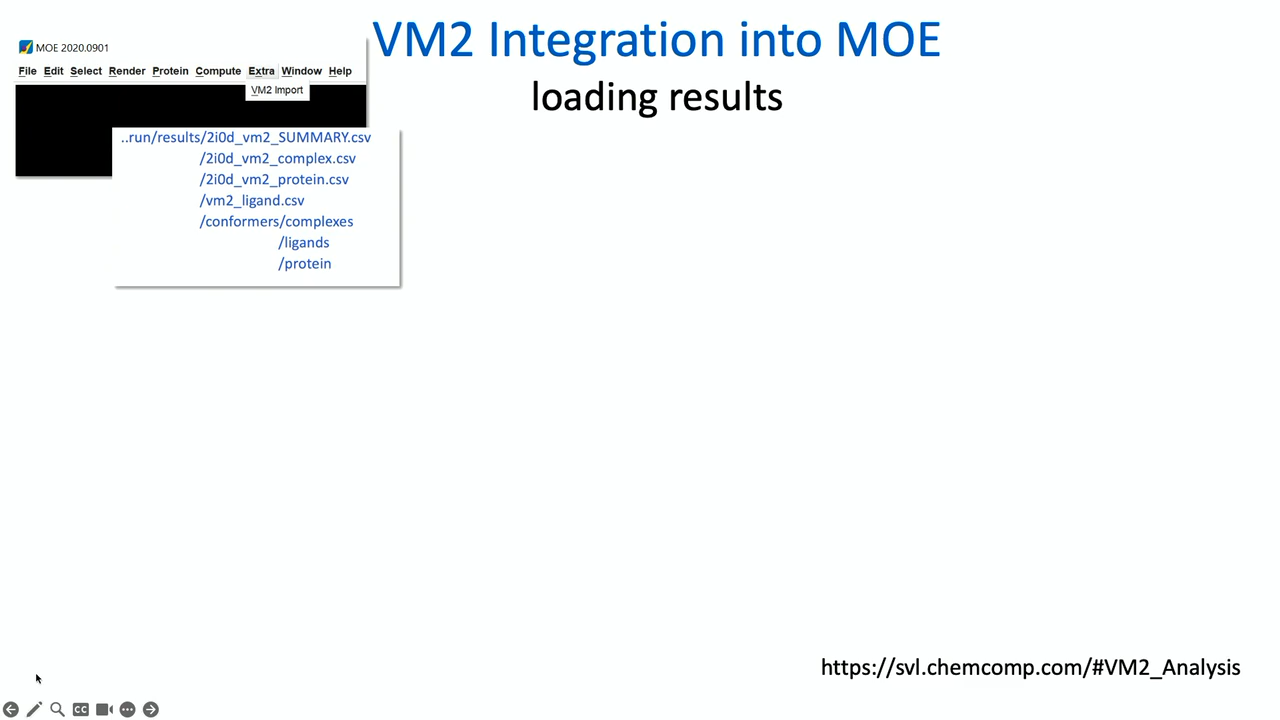 VM2 Integration into MOE
loading results
MOE 2020.0901
File Edit Select Render Protein Compute Extra Window Help
VM2 Import
..run/results/2i0d_vm2_SUMMARY.csv
/2i0d_vm2_complex.csv
/2i0d_vm2_protein.csv
/vm2_ligand.csv
/conformers/complexes
/ligands
/protein
https://svl.chemcomp.com/#VM2_Analysis
CC